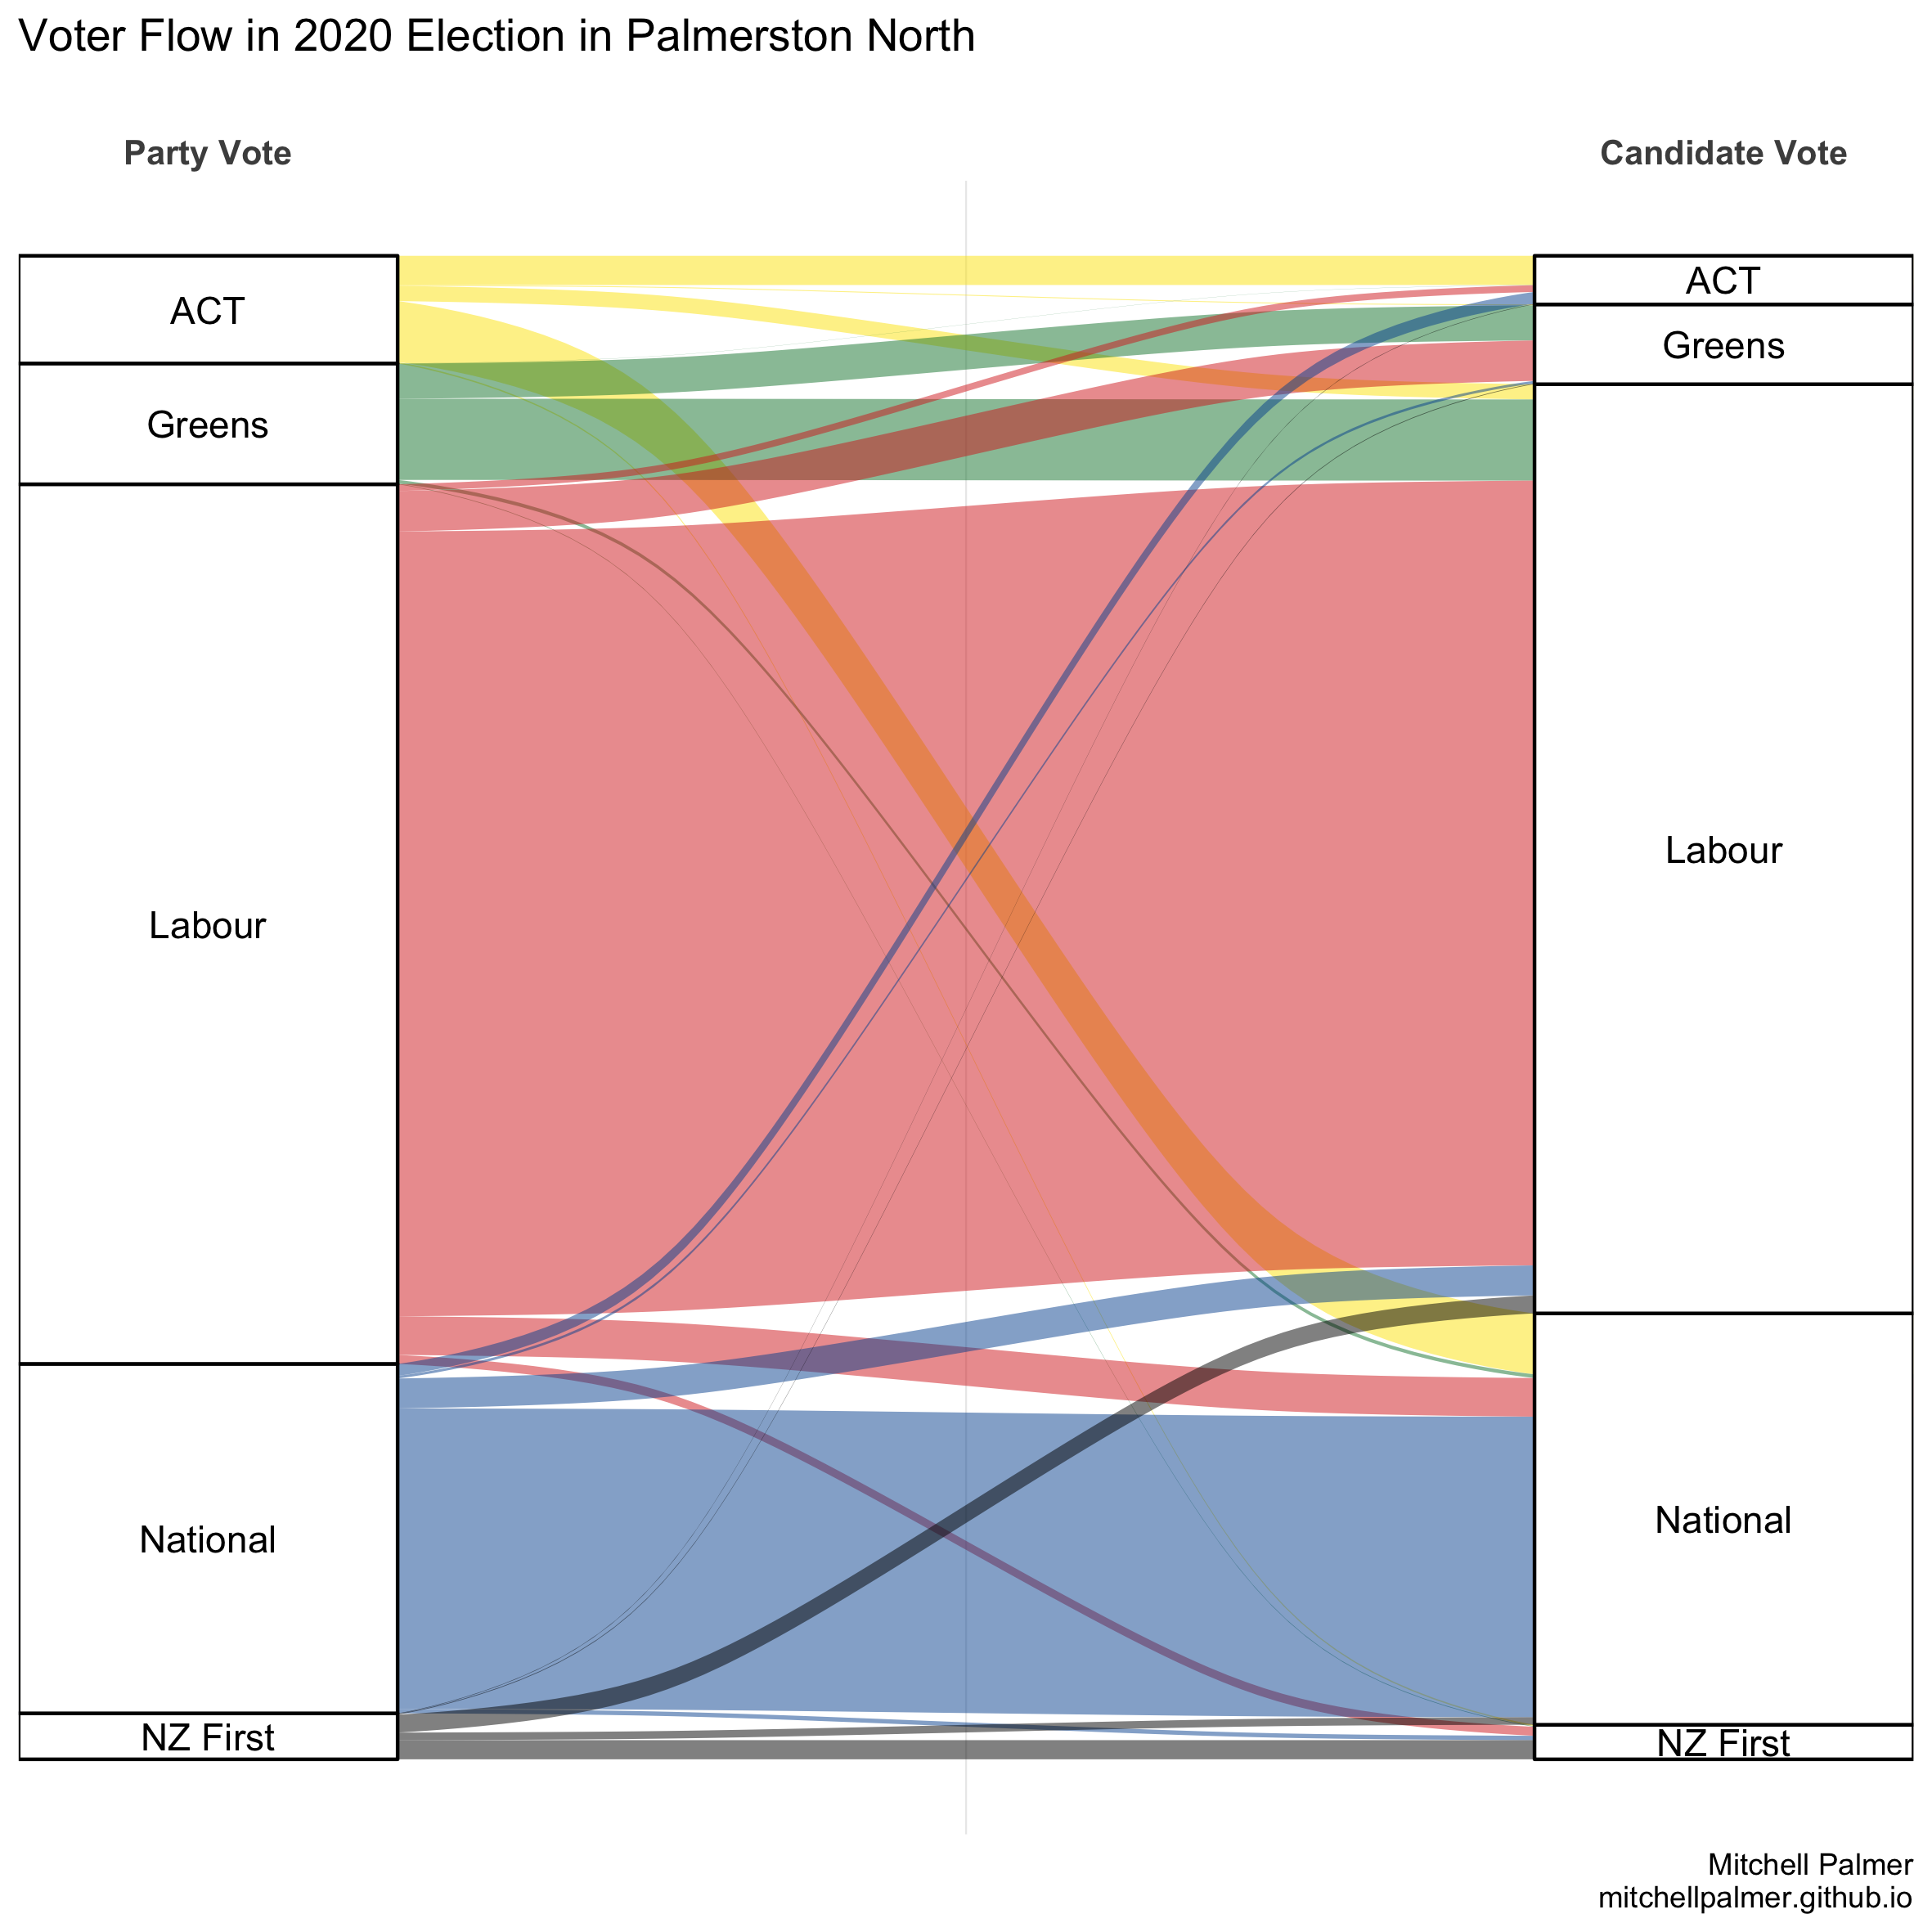 Voter Flow in 2020 Election in Palmerston North
Party Vote
Candidate Vote
ACT
Greens
Labour
National
NZ First
ACT
Greens
Labour
National
NZ First
Mitchell Palmer
mitchellpalmer.github.io